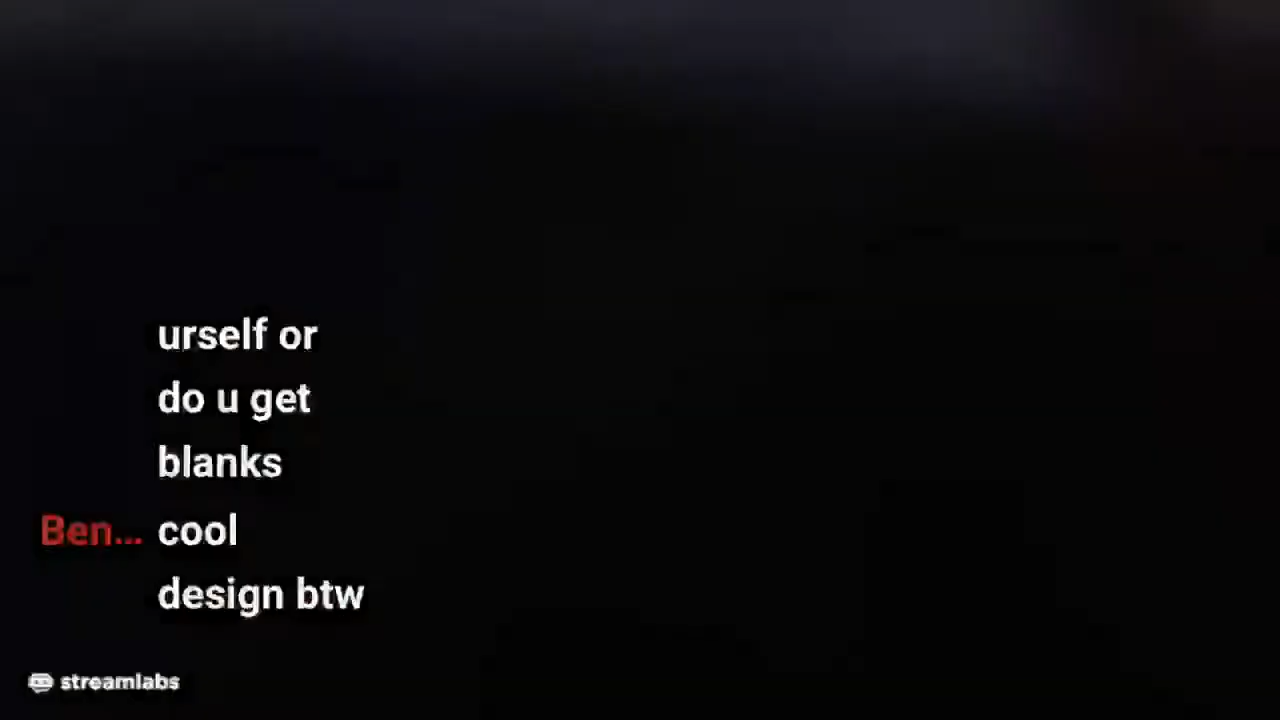 urself or
do u get
blanks
Ben... cool
design btw
streamlabs